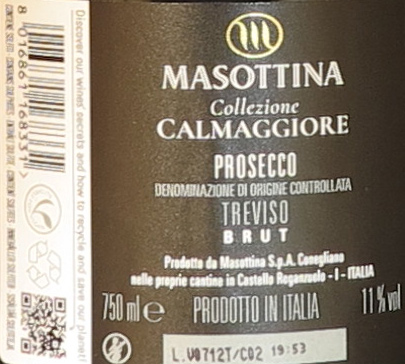 MASOTTINA
Collezione
CALMAGGIORE
PROSECCO
DENOMINAZIONE DI ORIGINE CONTROLLATA
TREVISO
BRUT
Prodotto da Masottina S.p.A. Conegliano
nelle proprie cantine in Castello Roganzuolo - I - ITALIA
750 ml e PRODOTTO IN ITALIA 11 % vol
L.V0712T/C02 19:53
Discover our wines' secrets and how to recycle and save our planet!
8 016861 168331 >